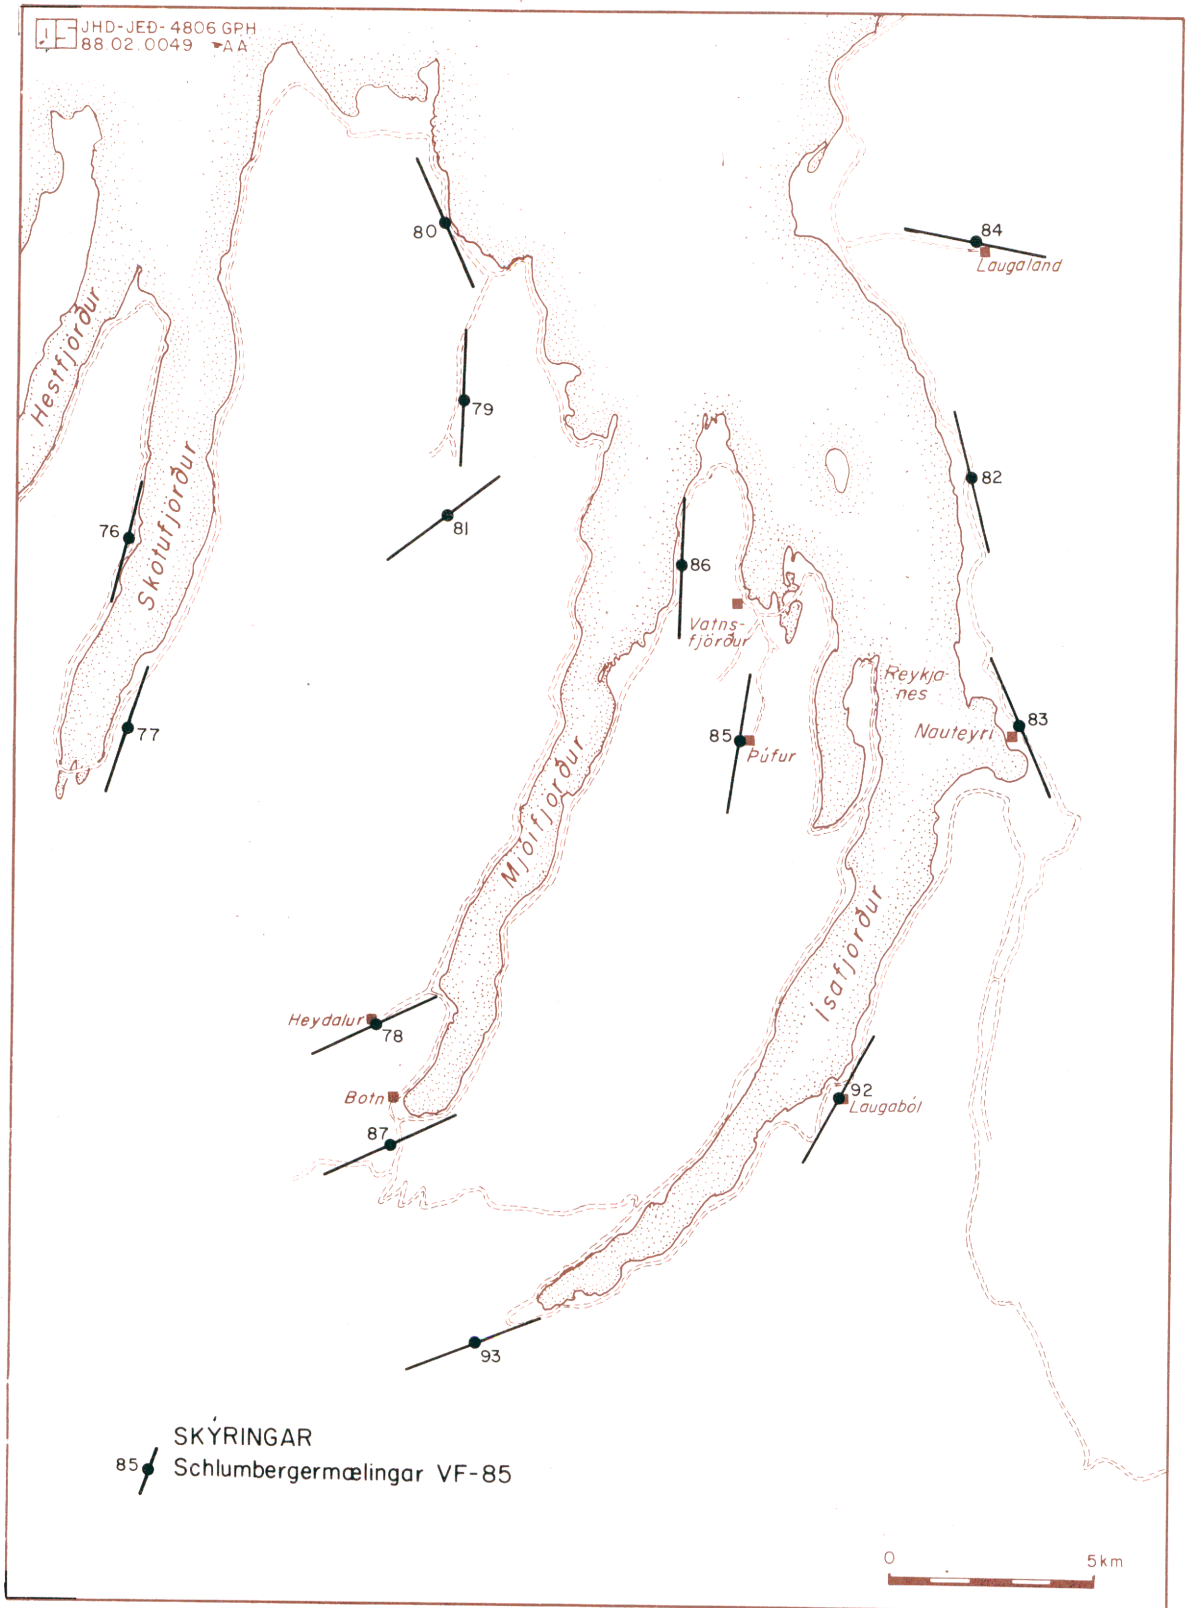 JHD-JEÐ-4806 GPH
88.02.0049 AA
80
84
Laugaland
Hestfjörður
79
82
76
Skötufjörður
81
86
Vatns-
fjörður
Reykja-
nes
77
85
Þúfur
83
Nauteyri
Mjóifjörður
Ísafjörður
Heydalur
78
Botn
87
92
Laugaból
93
SKÝRINGAR
85 Schlumbergermælingar VF-85
0 5 km